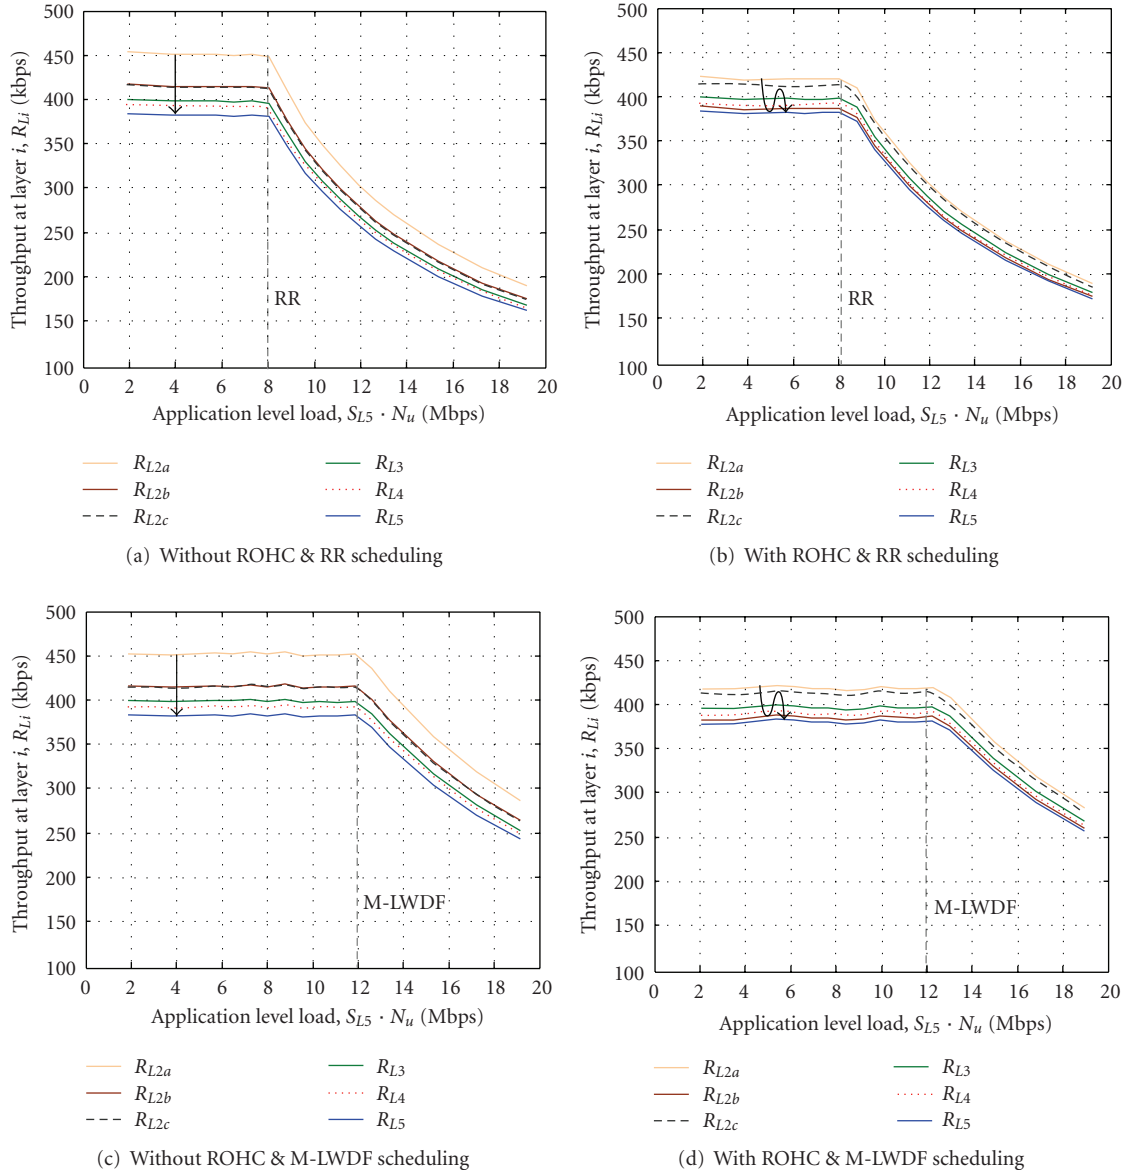 500
450
400
350
300
250
200
150
100
Throughput at layer i, R_Li (kbps)
RR
0 2 4 6 8 10 12 14 16 18 20
Application level load, S_L5 · N_u (Mbps)
R_L2a R_L3
R_L2b R_L4
R_L2c R_L5
(a) Without ROHC & RR scheduling
500
450
400
350
300
250
200
150
100
Throughput at layer i, R_Li (kbps)
RR
0 2 4 6 8 10 12 14 16 18 20
Application level load, S_L5 · N_u (Mbps)
R_L2a R_L3
R_L2b R_L4
R_L2c R_L5
(b) With ROHC & RR scheduling
500
450
400
350
300
250
200
150
100
Throughput at layer i, R_Li (kbps)
M-LWDF
0 2 4 6 8 10 12 14 16 18 20
Application level load, S_L5 · N_u (Mbps)
R_L2a R_L3
R_L2b R_L4
R_L2c R_L5
(c) Without ROHC & M-LWDF scheduling
500
450
400
350
300
250
200
150
100
Throughput at layer i, R_Li (kbps)
M-LWDF
0 2 4 6 8 10 12 14 16 18 20
Application level load, S_L5 · N_u (Mbps)
R_L2a R_L3
R_L2b R_L4
R_L2c R_L5
(d) With ROHC & M-LWDF scheduling